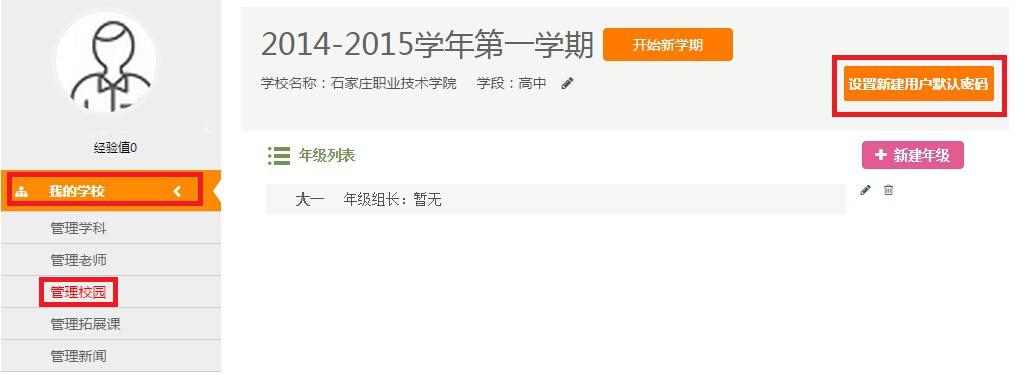 经验值0
我的学校
管理学科
管理老师
管理校园
管理拓展课
管理新闻
2014-2015学年第一学期 开始新学期
学校名称：石家庄职业技术学院 学段：高中
设置新建用户默认密码
年级列表
新建年级
大一 年级组长：暂无